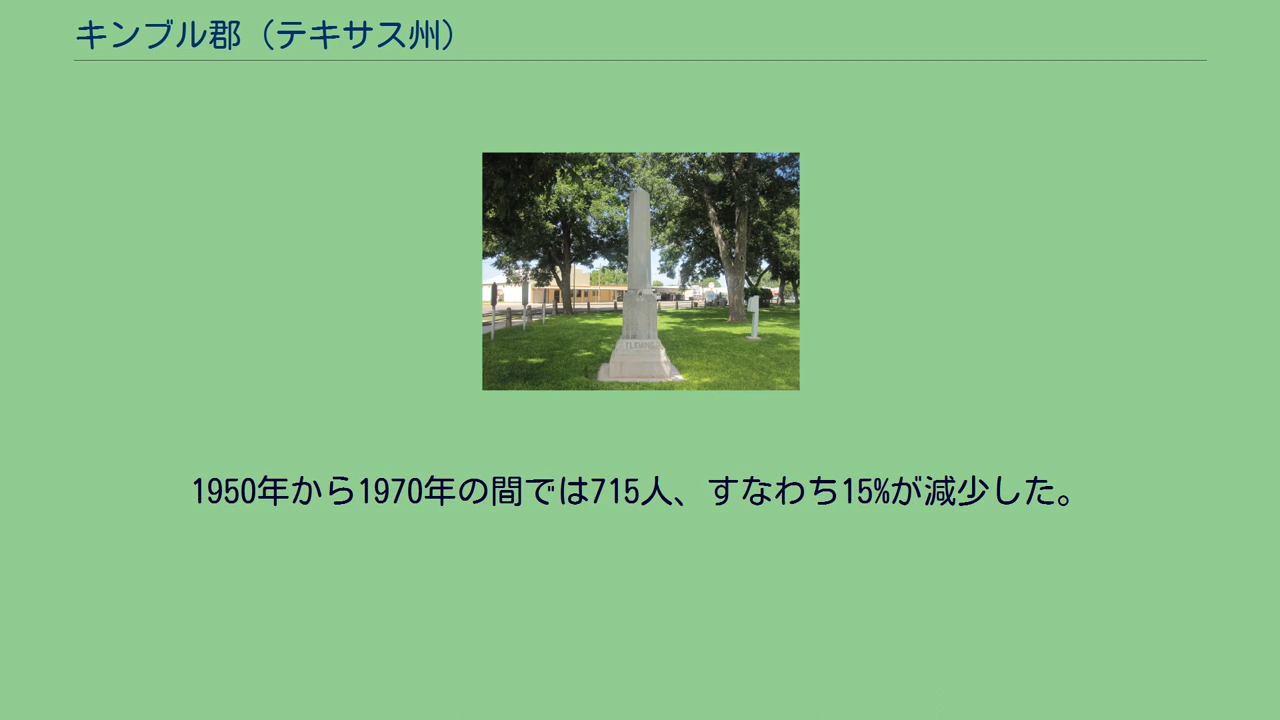 キンブル郡（テキサス州）
1950年から1970年の間では715人、すなわち15%が減少した。